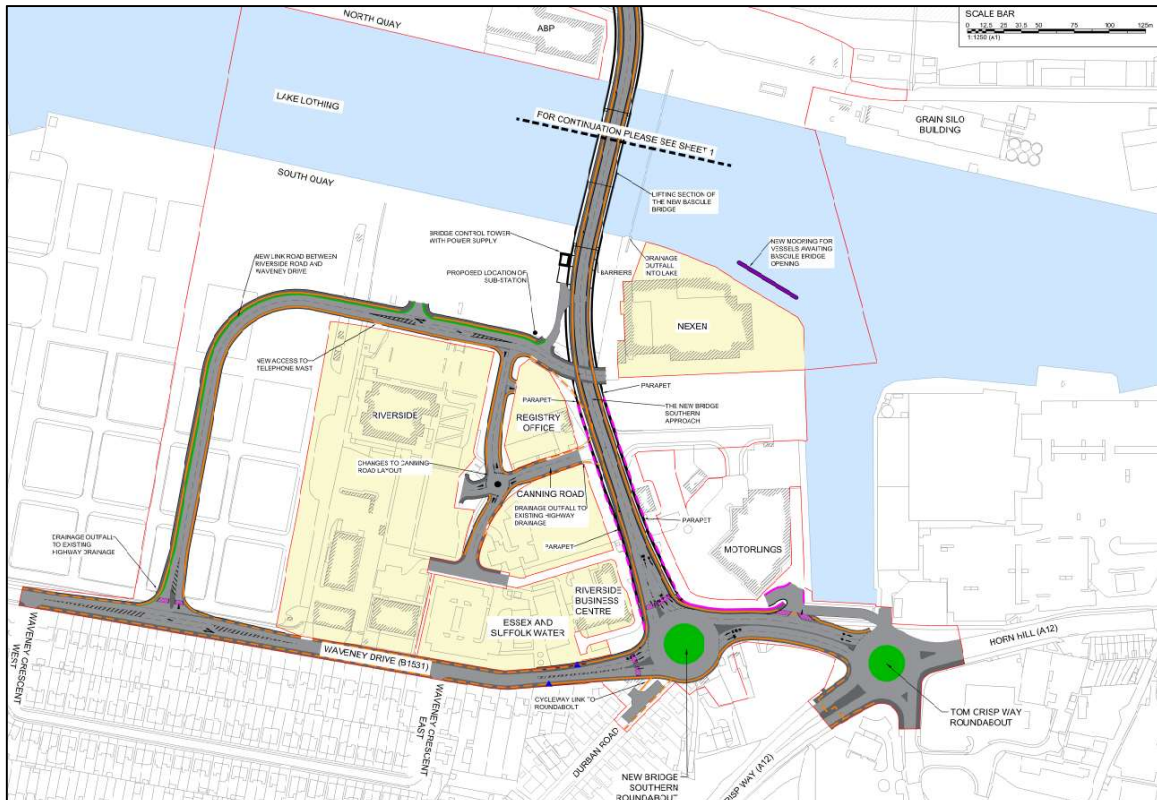 NORTH QUAY
ABP
SCALE BAR
0 12.5 25 37.5 50 75 100 125m
1:1250 (A1)
LAKE LOTHING
FOR CONTINUATION PLEASE SEE SHEET 1
GRAIN SILO
BUILDING
SOUTH QUAY
LIFTING SECTION OF
THE NEW BASCULE
BRIDGE
BRIDGE CONTROL TOWER
WITH POWER SUPPLY
NEW MOORING FOR
VESSELS AWAITING
BASCULE BRIDGE
OPENING
NEW LINK ROAD BETWEEN
RIVERSIDE ROAD AND
WAVENEY DRIVE
PROPOSED LOCATION OF
SUB-STATION
DRAINAGE
OUTFALL
INTO LAKE
BARRIERS
NEXEN
NEW ACCESS TO
TELEPHONE MAST
PARAPET
PARAPET
THE NEW BRIDGE
SOUTHERN
APPROACH
RIVERSIDE
REGISTRY
OFFICE
CHANGES TO CANNING
ROAD LAYOUT
CANNING ROAD
DRAINAGE OUTFALL TO
EXISTING HIGHWAY
DRAINAGE
PARAPET
PARAPET
MOTORLINGS
DRAINAGE OUTFALL
TO EXISTING
HIGHWAY DRAINAGE
RIVERSIDE
BUSINESS
CENTRE
ESSEX AND
SUFFOLK WATER
WAVENEY CRESCENT
WEST
WAVENEY DRIVE (B1531)
WAVENEY CRESCENT
EAST
HORN HILL (A12)
CYCLEWAY LINK TO
ROUNDABOUT
DURBAN ROAD
TOM CRISP WAY
ROUNDABOUT
NEW BRIDGE
SOUTHERN
ROUNDABOUT
CRISP WAY (A12)